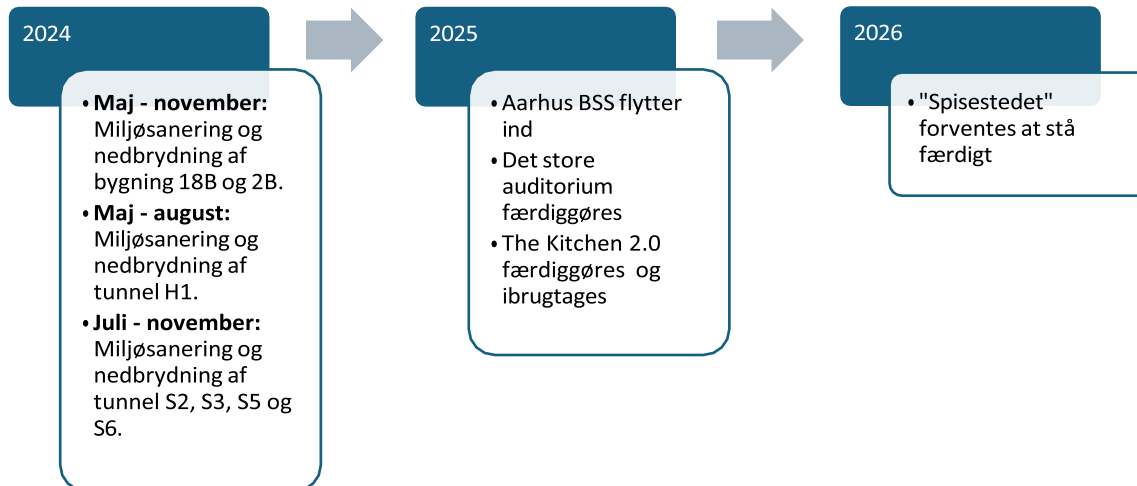 2024
• Maj - november:
Miljøsanering og
nedbrydning af
bygning 18B og 2B.
• Maj - august:
Miljøsanering og
nedbrydning af
tunnel H1.
• Juli - november:
Miljøsanering og
nedbrydning af
tunnel S2, S3, S5 og
S6.
2025
• Aarhus BSS flytter
ind
• Det store
auditorium
færdiggøres
• The Kitchen 2.0
færdiggøres og
ibrugtages
2026
• "Spisestedet"
forventes at stå
færdigt